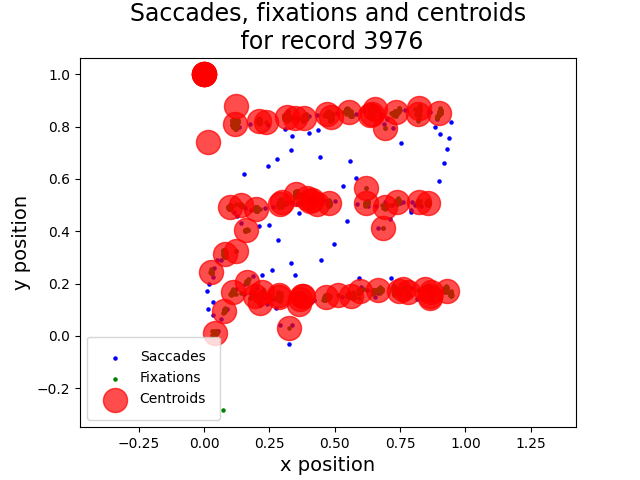 Saccades, fixations and centroids
for record 3976
y position
1.0
0.8
0.6
0.4
0.2
0.0
−0.2
Saccades
Fixations
Centroids
−0.25 0.00 0.25 0.50 0.75 1.00 1.25
x position